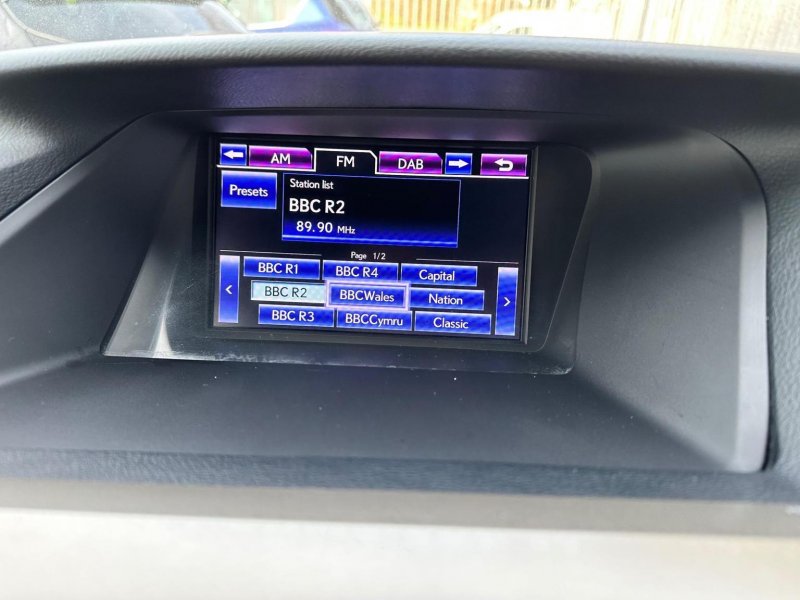 AM FM DAB
Presets
Station list
BBC R2
89.90 MHz
Page 1/2
BBC R1 BBC R4 Capital
BBC R2 BBCWales Nation
BBC R3 BBCCymru Classic